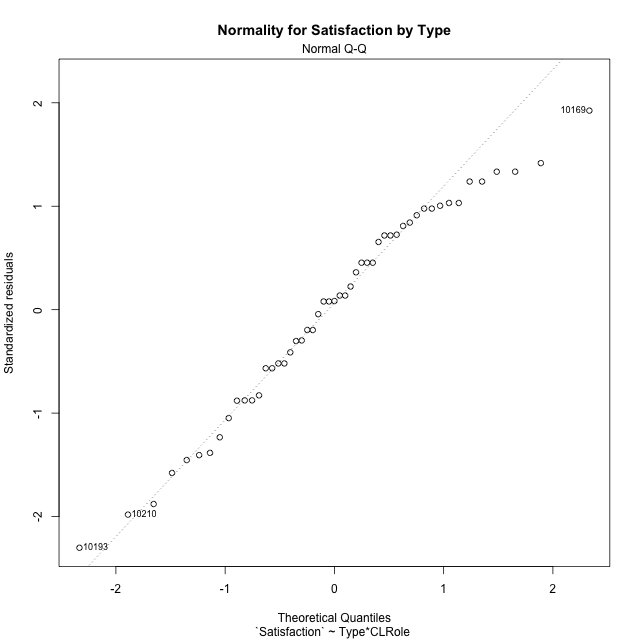 Normality for Satisfaction by Type
Normal Q-Q
2
1
0
-1
-2
Standardized residuals
10169
10210
10193
-2 -1 0 1 2
Theoretical Quantiles
`Satisfaction` ~ Type*CLRole